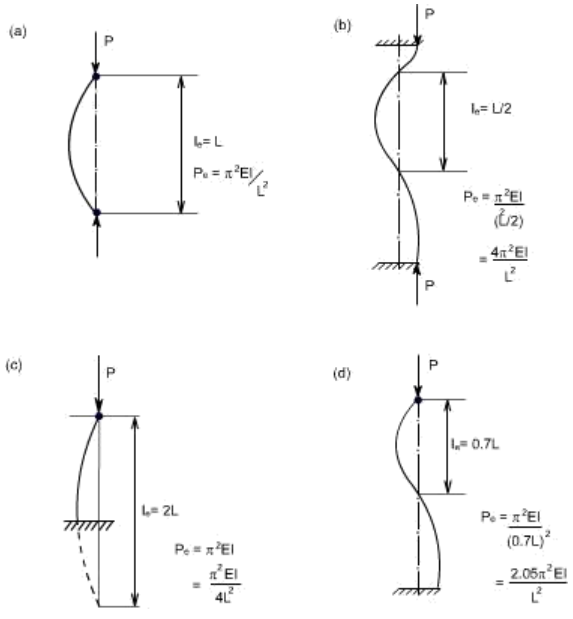 (a)
P
lₑ= L
Pₑ = π²EI/L²
(b)
P
lₑ= L/2
Pₑ = π²EI
(L/2)²
= 4π²EI
L²
P
(c)
P
lₑ= 2L
Pₑ = π²EI
= π²EI
4L²
(d)
P
lₑ= 0.7L
Pₑ = π²EI
(0.7L)²
= 2.05π²EI
L²